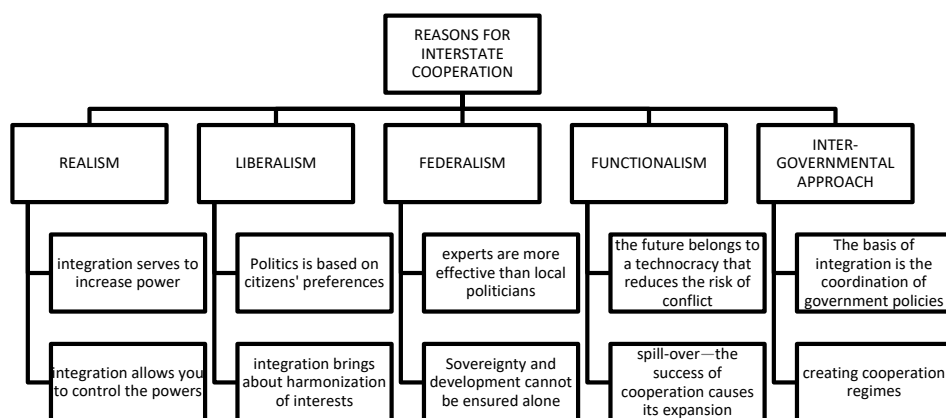 REASONS FOR
INTERSTATE
COOPERATION
REALISM
LIBERALISM
FEDERALISM
FUNCTIONALISM
INTER-
GOVERNMENTAL
APPROACH
integration serves to
increase power
Politics is based on
citizens' preferences
experts are more
effective than local
politicians
the future belongs to
a technocracy that
reduces the risk of
conflict
The basis of
integration is the
coordination of
government policies
integration allows you
to control the powers
integration brings
about harmonization of
interests
Sovereignty and
development cannot
be ensured alone
spill-over—the
success of
cooperation causes
its expansion
creating cooperation
regimes